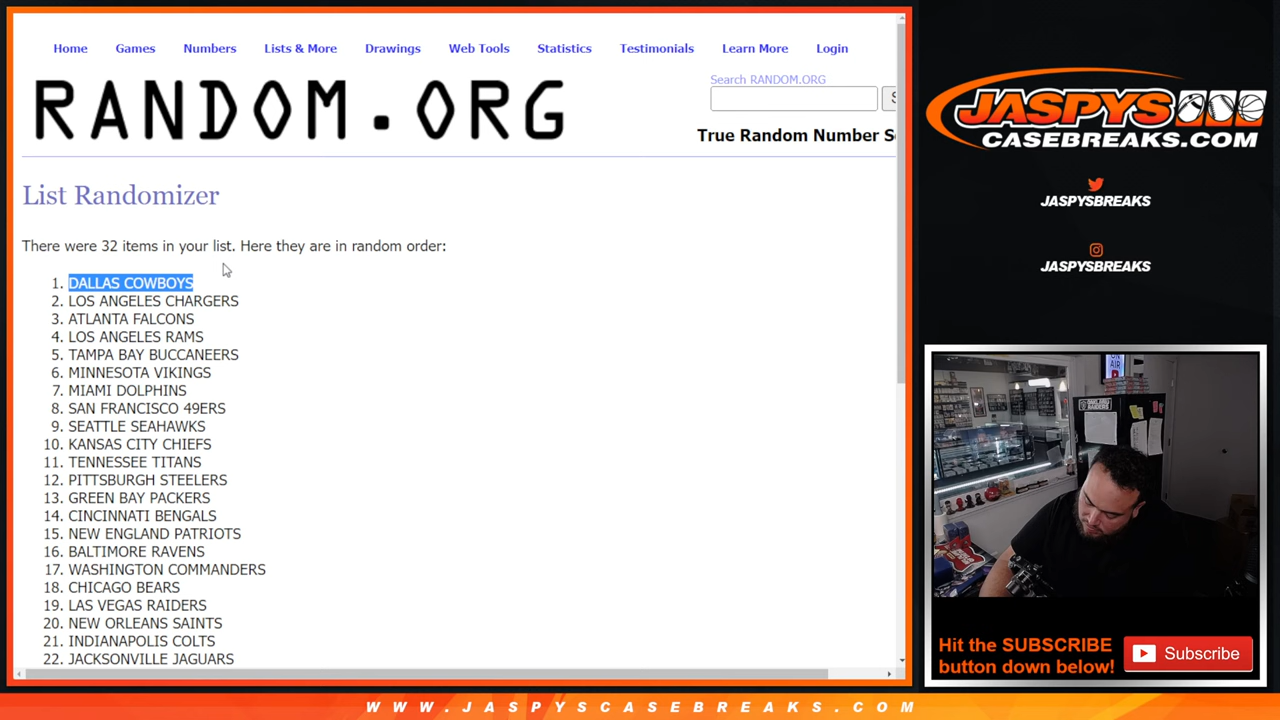 Home Games Numbers Lists & More Drawings Web Tools Statistics Testimonials Learn More Login
RANDOM.ORG
Search RANDOM.ORG
True Random Number S
List Randomizer
There were 32 items in your list. Here they are in random order:
1. DALLAS COWBOYS
2. LOS ANGELES CHARGERS
3. ATLANTA FALCONS
4. LOS ANGELES RAMS
5. TAMPA BAY BUCCANEERS
6. MINNESOTA VIKINGS
7. MIAMI DOLPHINS
8. SAN FRANCISCO 49ERS
9. SEATTLE SEAHAWKS
10. KANSAS CITY CHIEFS
11. TENNESSEE TITANS
12. PITTSBURGH STEELERS
13. GREEN BAY PACKERS
14. CINCINNATI BENGALS
15. NEW ENGLAND PATRIOTS
16. BALTIMORE RAVENS
17. WASHINGTON COMMANDERS
18. CHICAGO BEARS
19. LAS VEGAS RAIDERS
20. NEW ORLEANS SAINTS
21. INDIANAPOLIS COLTS
22. JACKSONVILLE JAGUARS
JASPYS
CASEBREAKS.COM
JASPYSBREAKS
JASPYSBREAKS
ON
AIR
Hit the SUBSCRIBE
button down below!
Subscribe
WWW.JASPYSCASEBREAKS.COM